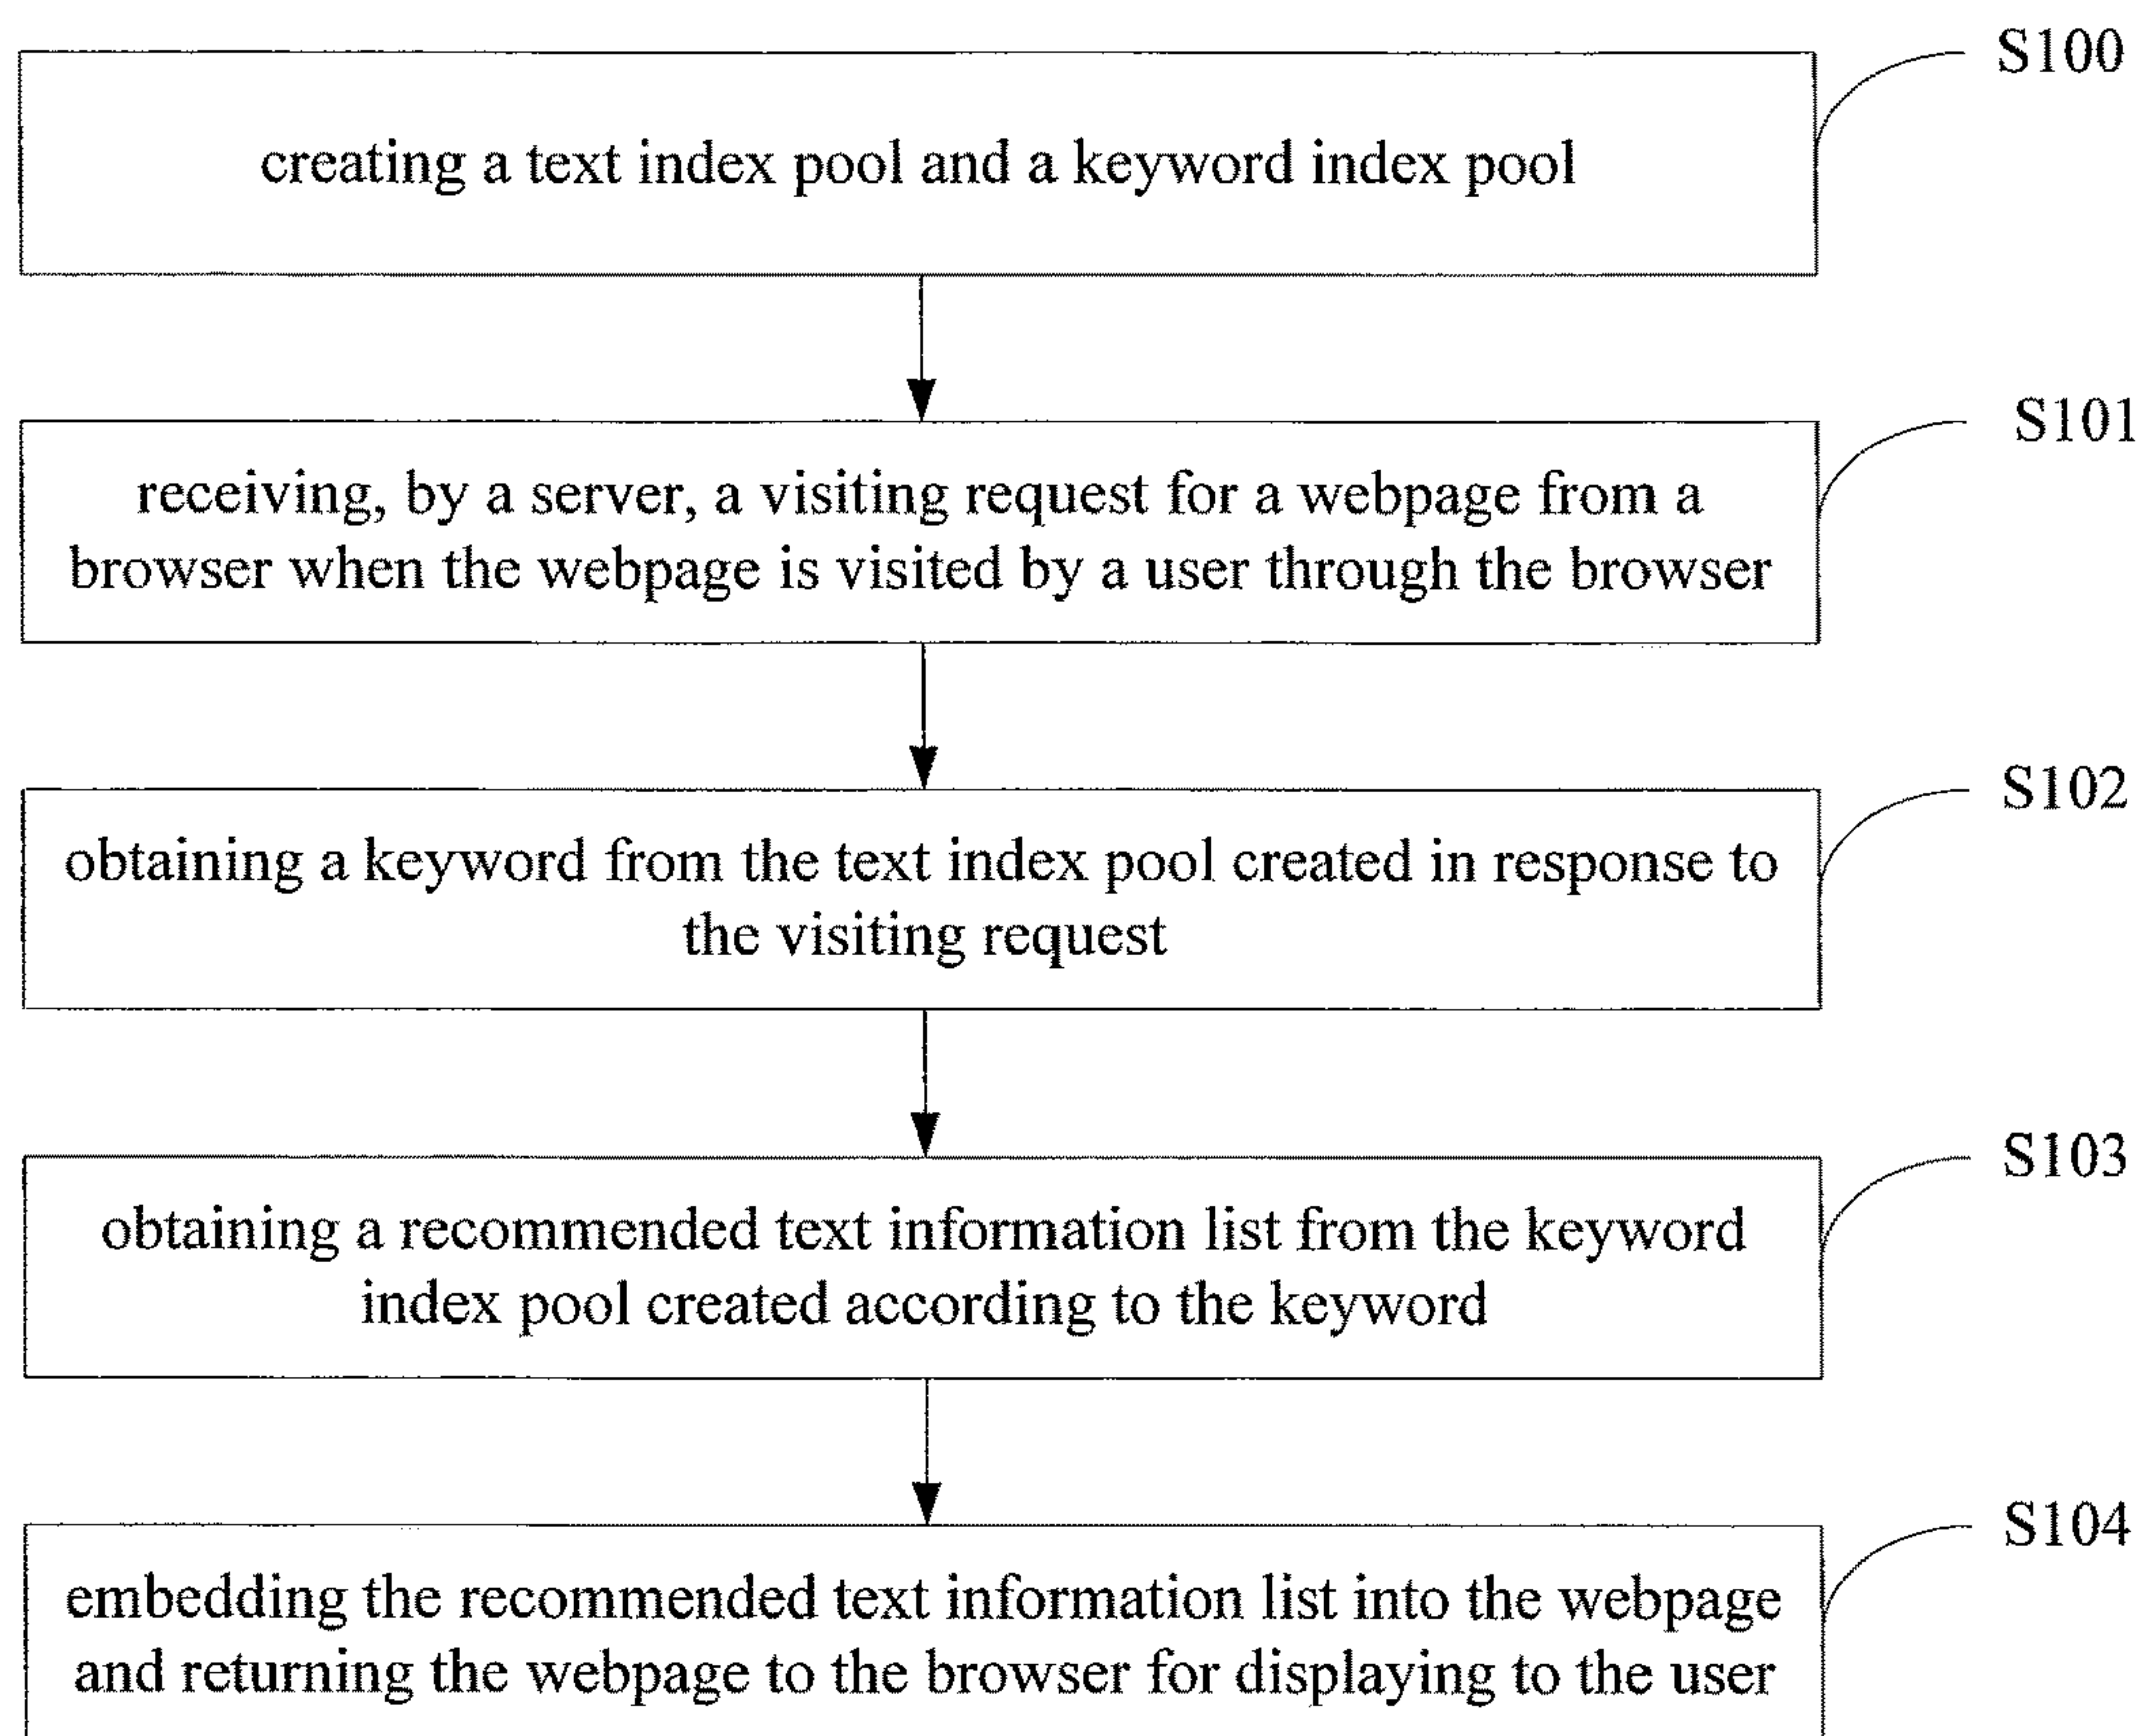 S100
creating a text index pool and a keyword index pool
S101
receiving, by a server, a visiting request for a webpage from a
browser when the webpage is visited by a user through the browser
S102
obtaining a keyword from the text index pool created in response to
the visiting request
S103
obtaining a recommended text information list from the keyword
index pool created according to the keyword
S104
embedding the recommended text information list into the webpage
and returning the webpage to the browser for displaying to the user